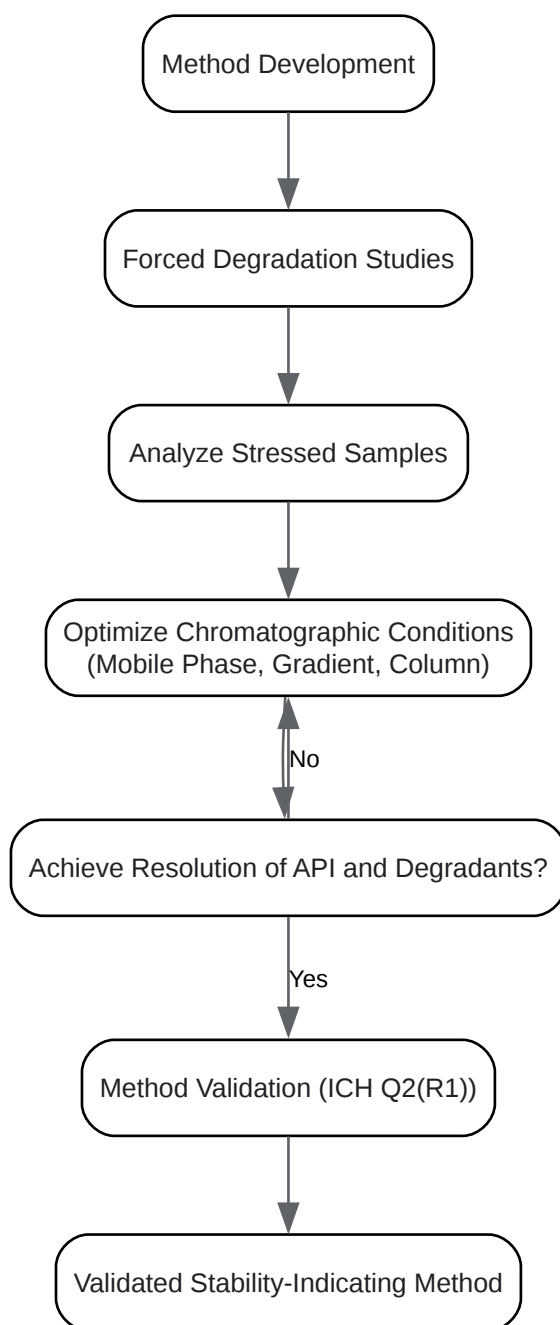 Method Development
Forced Degradation Studies
Analyze Stressed Samples
Optimize Chromatographic Conditions
(Mobile Phase, Gradient, Column)
No
Achieve Resolution of API and Degradants?
Yes
Method Validation (ICH Q2(R1))
Validated Stability-Indicating Method